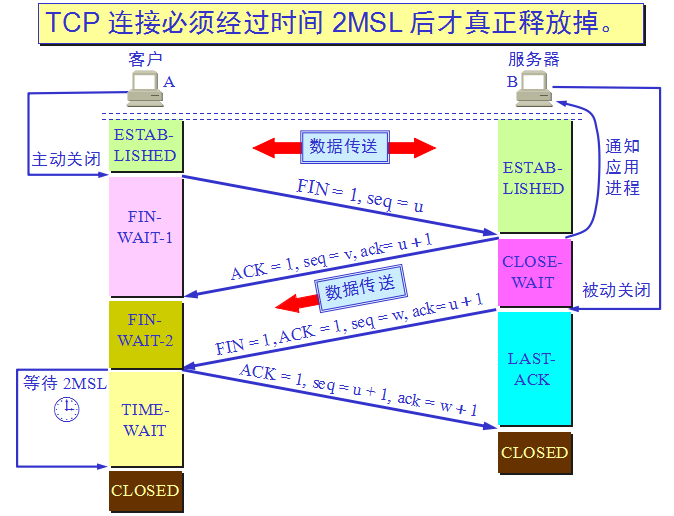 TCP 连接必须经过时间 2MSL 后才真正释放掉。
客户
A
服务器
B
ESTAB-
LISHED
数据传送
主动关闭
ESTAB-
LISHED
通知
应用
进程
FIN = 1, seq = u
FIN-
WAIT-1
ACK = 1, seq = v, ack= u + 1
CLOSE-
WAIT
数据传送
被动关闭
FIN-
WAIT-2
FIN = 1, ACK = 1, seq = w, ack= u + 1
LAST-
ACK
等待 2MSL
ACK = 1, seq = u + 1, ack = w + 1
TIME-
WAIT
CLOSED
CLOSED